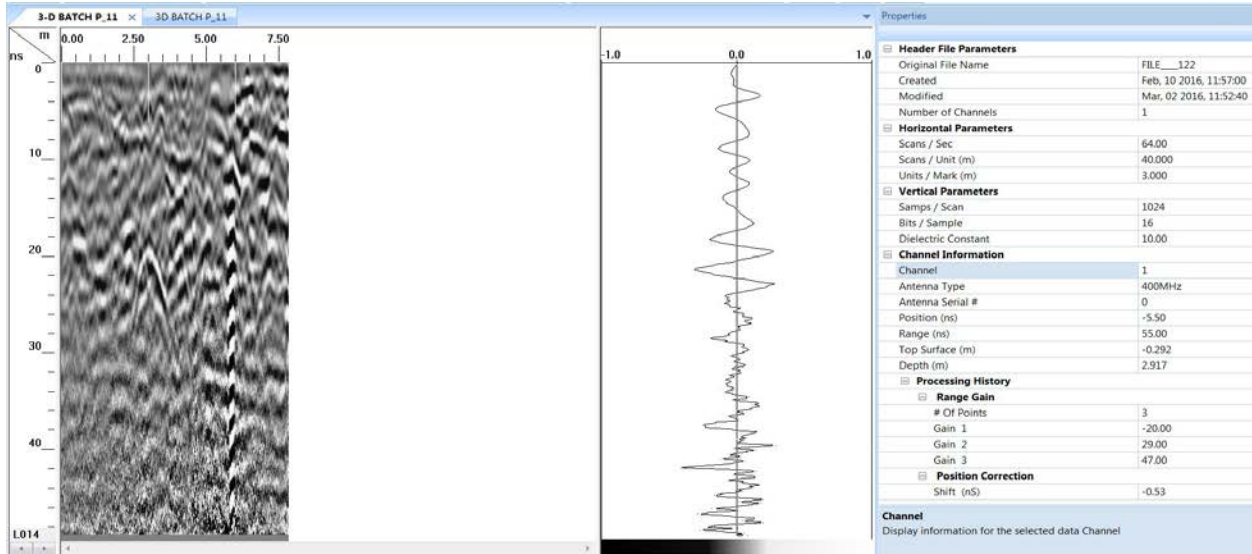 3-D BATCH P_11 × 3D BATCH P_11
m 0.00 2.50 5.00 7.50
ns
0
10
20
30
40
L014
-1.0 0.0 1.0
Properties
Header File Parameters
Original File Name FILE___122
Created Feb, 10 2016, 11:57:00
Modified Mar, 02 2016, 11:52:40
Number of Channels 1
Horizontal Parameters
Scans / Sec 64.00
Scans / Unit (m) 40.000
Units / Mark (m) 3.000
Vertical Parameters
Samps / Scan 1024
Bits / Sample 16
Dielectric Constant 10.00
Channel Information
Channel 1
Antenna Type 400MHz
Antenna Serial # 0
Position (ns) -5.50
Range (ns) 55.00
Top Surface (m) -0.292
Depth (m) 2.917
Processing History
Range Gain
# Of Points 3
Gain 1 -20.00
Gain 2 29.00
Gain 3 47.00
Position Correction
Shift (nS) -0.53
Channel
Display information for the selected data Channel